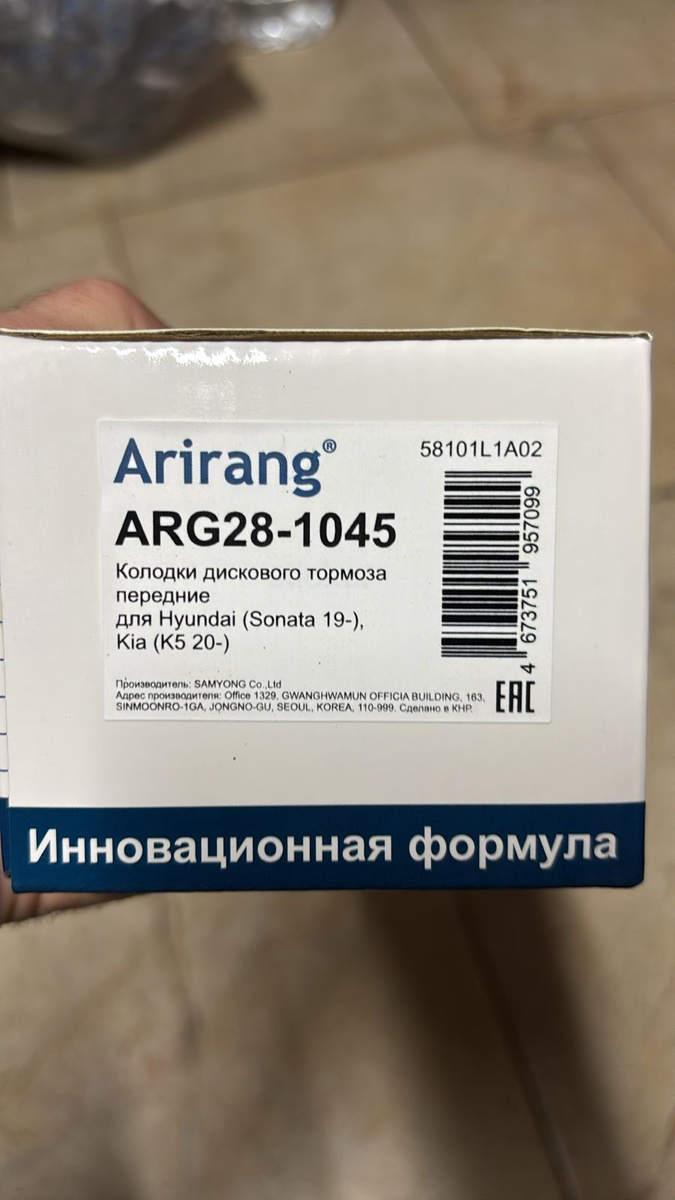 Arirang®
58101L1A02
ARG28-1045
Колодки дискового тормоза
передние
для Hyundai (Sonata 19-),
Kia (K5 20-)
4 673751 957099
Производитель: SAMYONG Co.,Ltd
Адрес производителя: Office 1329, GWANGHWAMUN OFFICIA BUILDING, 163,
SINMOONRO-1GA, JONGNO-GU, SEOUL, KOREA, 110-999. Сделано в КНР.
EAC
Инновационная формула